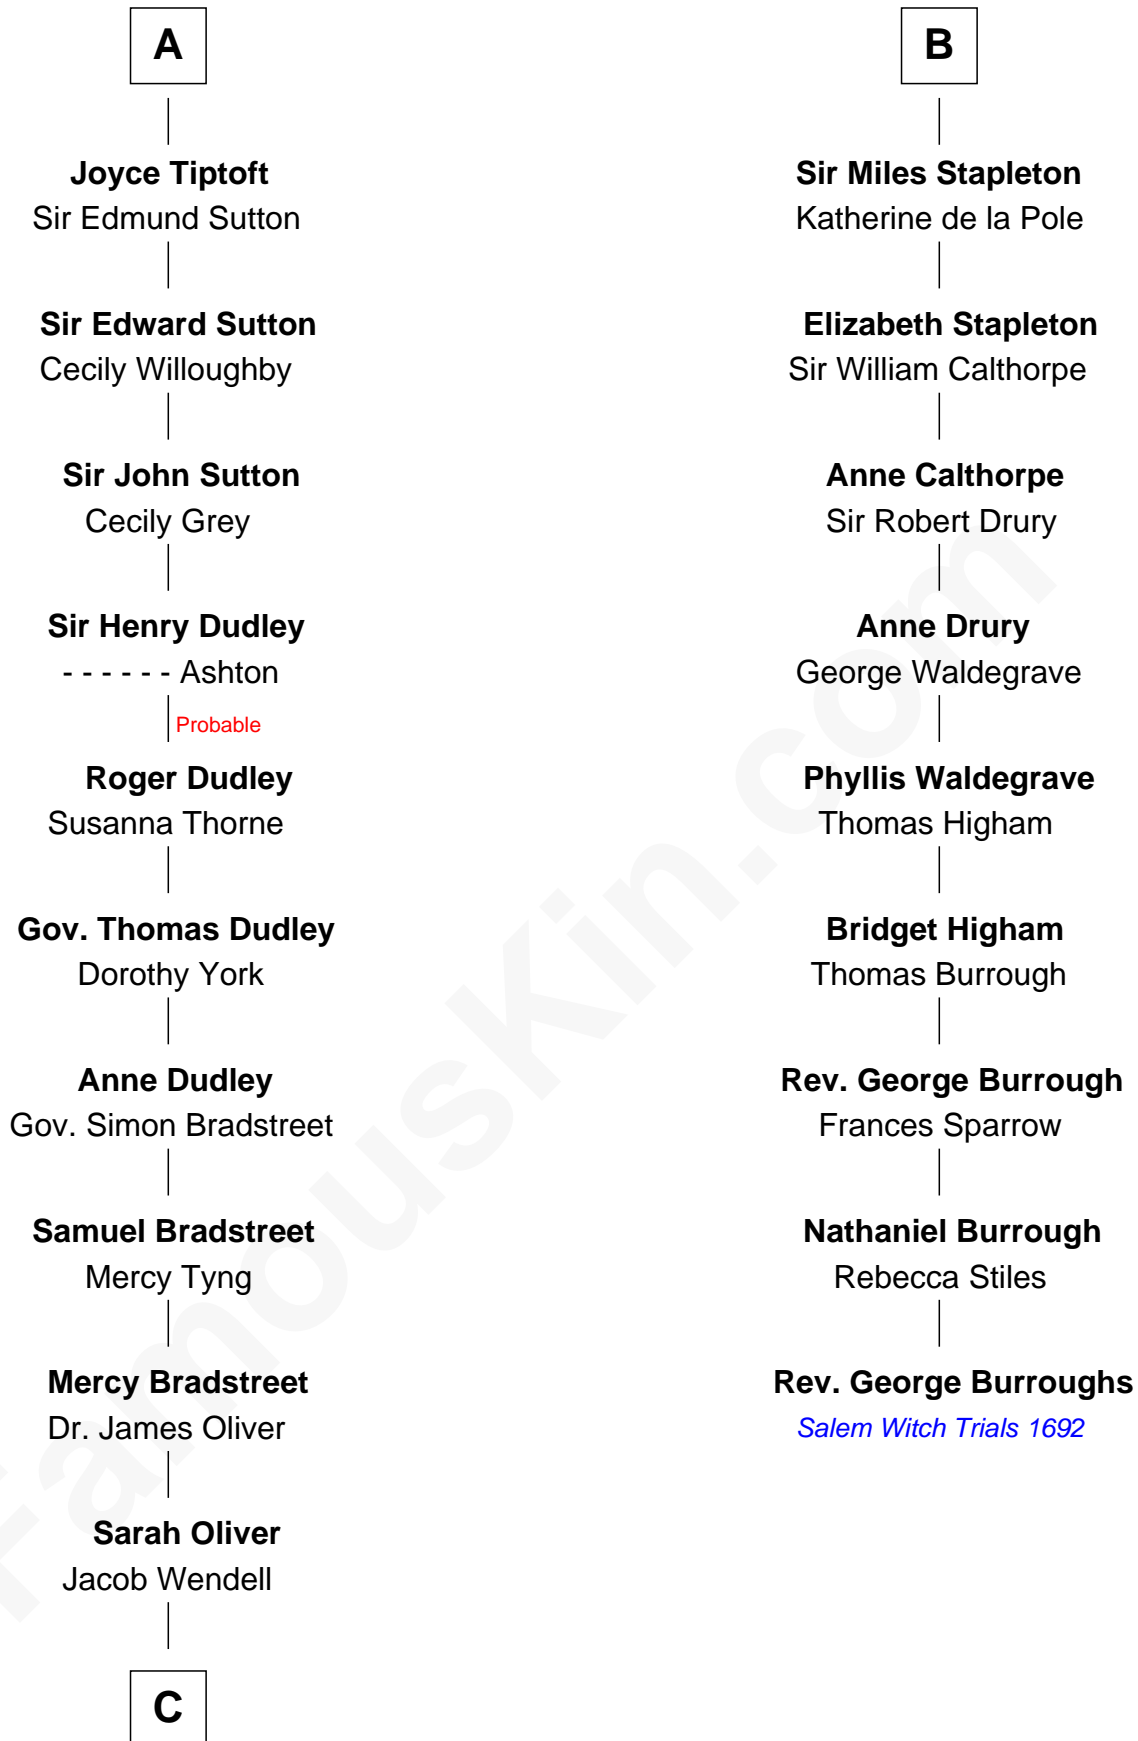 A
Joyce Tiptoft
Sir Edmund Sutton
Sir Edward Sutton
Cecily Willoughby
Sir John Sutton
Cecily Grey
Sir Henry Dudley
- - - - - - Ashton
Probable
Roger Dudley
Susanna Thorne
Gov. Thomas Dudley
Dorothy York
Anne Dudley
Gov. Simon Bradstreet
Samuel Bradstreet
Mercy Tyng
Mercy Bradstreet
Dr. James Oliver
Sarah Oliver
Jacob Wendell
C
B
Sir Miles Stapleton
Katherine de la Pole
Elizabeth Stapleton
Sir William Calthorpe
Anne Calthorpe
Sir Robert Drury
Anne Drury
George Waldegrave
Phyllis Waldegrave
Thomas Higham
Bridget Higham
Thomas Burrough
Rev. George Burrough
Frances Sparrow
Nathaniel Burrough
Rebecca Stiles
Rev. George Burroughs
Salem Witch Trials 1692
FamousKin.com